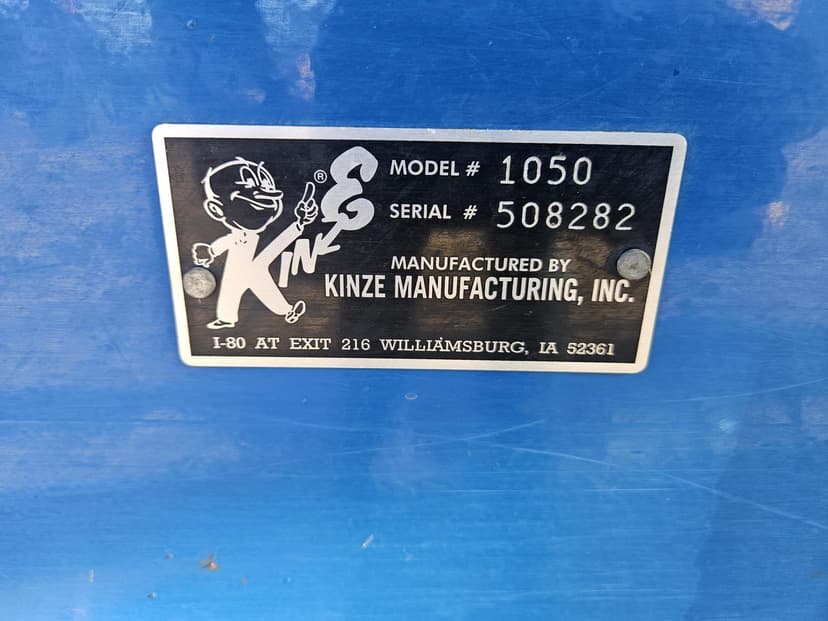 KINZE ®
MODEL # 1050
SERIAL # 508282
MANUFACTURED BY
KINZE MANUFACTURING, INC.
I-80 AT EXIT 216 WILLIAMSBURG, IA 52361